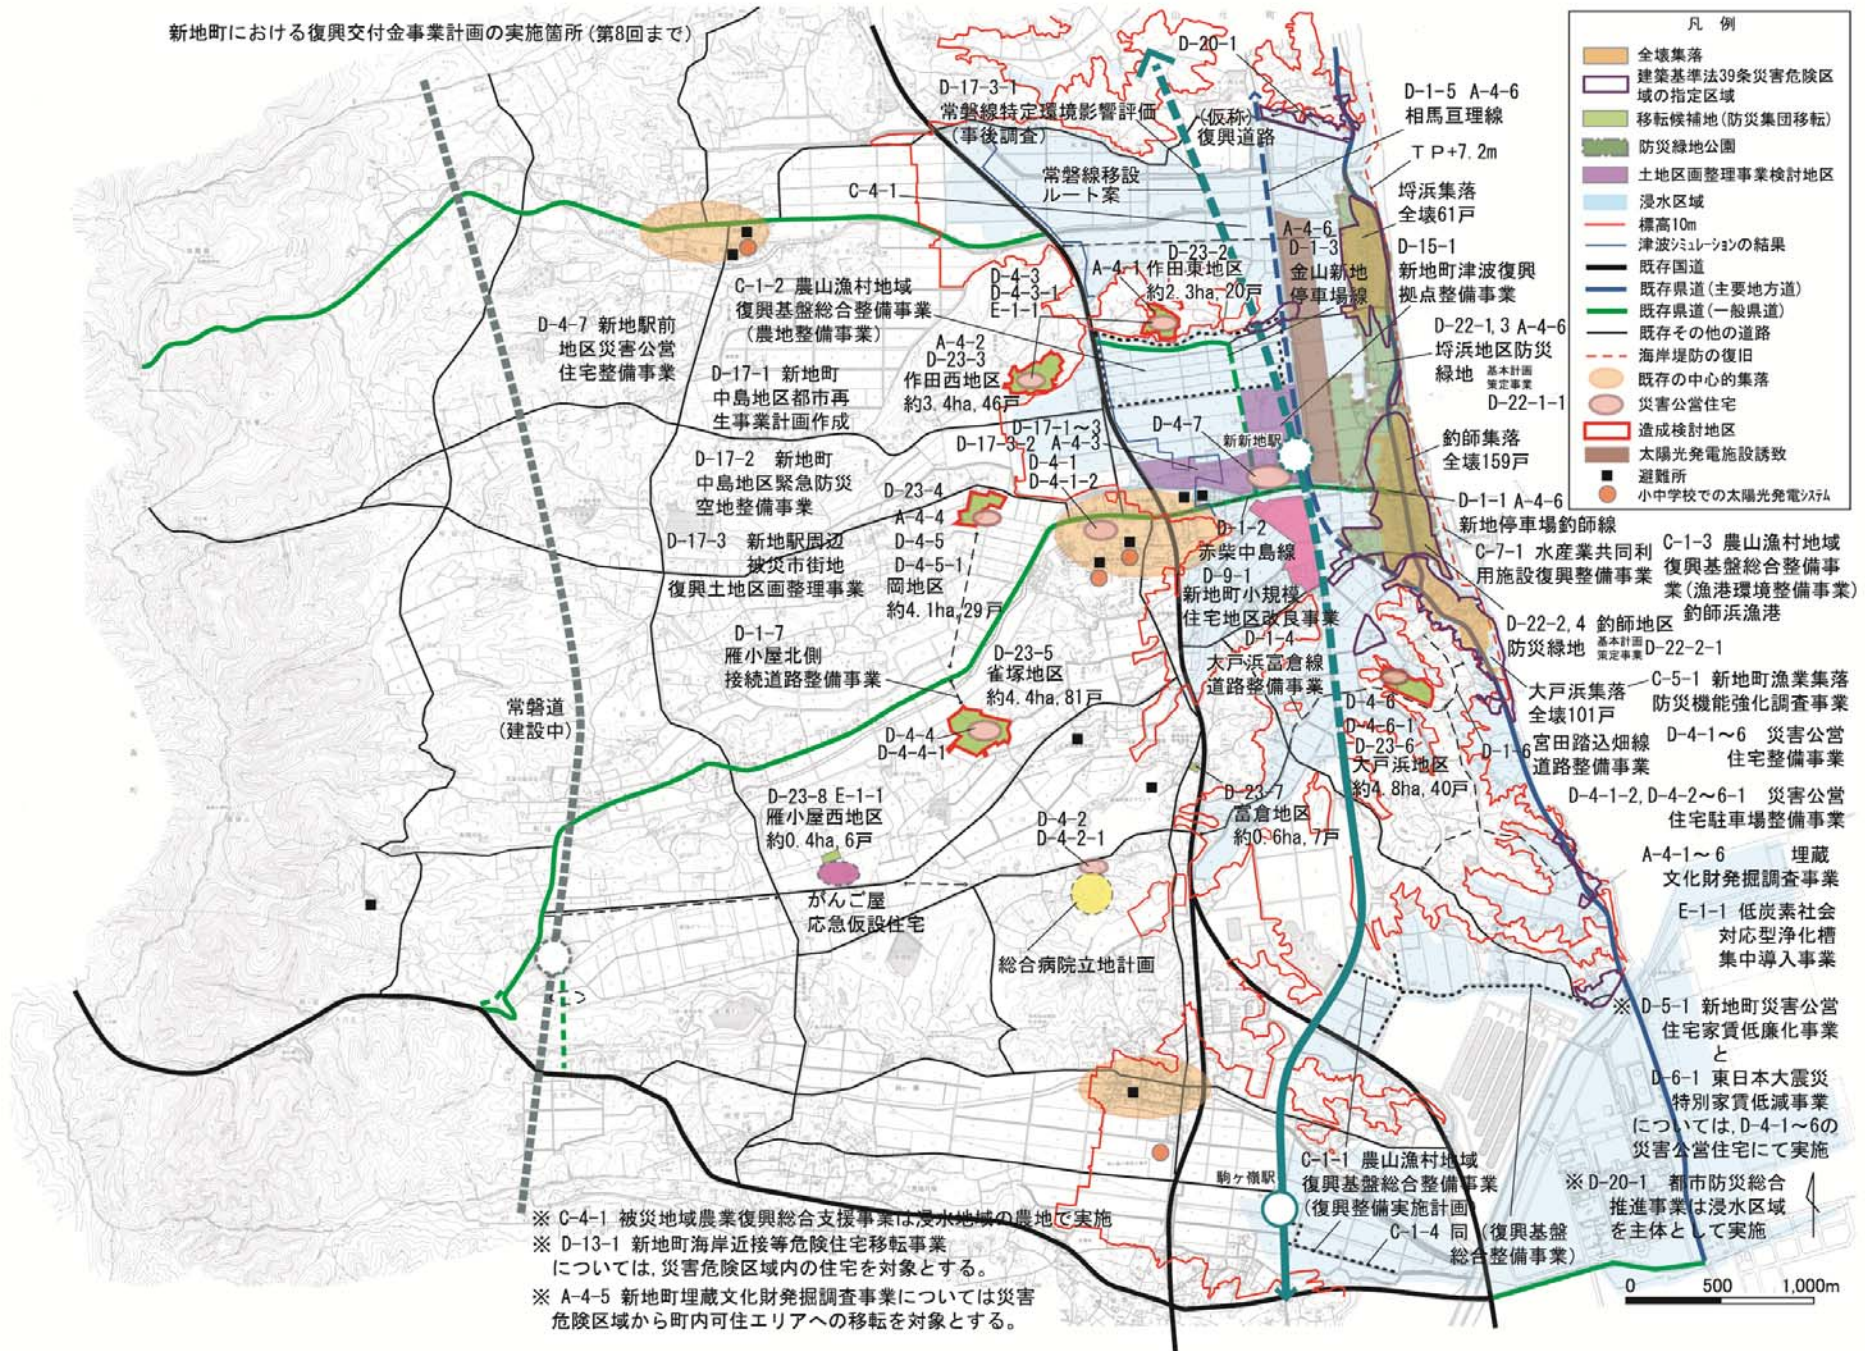 新地町における復興交付金事業計画の実施箇所(第8回まで)
凡 例
全壊集落
建築基準法39条災害危険区
域の指定区域
移転候補地(防災集団移転)
防災緑地公園
土地区画整理事業検討地区
浸水区域
標高10m
津波シミュレーションの結果
既存国道
既存県道(主要地方道)
既存県道(一般県道)
既存その他の道路
海岸堤防の復旧
既存の中心的集落
災害公営住宅
造成検討地区
太陽光発電施設誘致
避難所
小中学校での太陽光発電システム
D-20-1
D-17-3-1
常磐線特定環境影響評価
(事後調査)
(仮称)
復興道路
D-1-5 A-4-6
相馬亘理線
TP+7.2m
常磐線移設
ルート案
C-4-1
埒浜集落
全壊61戸
A-4-6
D-1-3
金山新地
停車場線
D-15-1
新地町津波復興
拠点整備事業
D-23-2
A-4-1 作田東地区
約2.3ha,20戸
D-4-3
D-4-3-1
E-1-1
C-1-2 農山漁村地域
復興基盤総合整備事業
(農地整備事業)
D-4-7 新地駅前
地区災害公営
住宅整備事業
A-4-2
D-23-3
作田西地区
約3.4ha,46戸
D-22-1,3 A-4-6
埒浜地区防災
緑地 基本計画
策定事業
D-22-1-1
D-17-1 新地町
中島地区都市再
生事業計画作成
D-17-1～3
D-17-3-2 A-4-3
D-4-7
新新地駅
釣師集落
全壊159戸
D-17-2 新地町
中島地区緊急防災
空地整備事業
D-4-1
D-4-1-2
D-23-4
A-4-4
D-4-5
D-4-5-1
岡地区
約4.1ha,29戸
D-1-1 A-4-6
新地停車場釣師線
D-17-3 新地駅周辺
被災市街地
復興土地区画整理事業
D-1-2
赤柴中島線
C-7-1 水産業共同利
用施設復興整備事業
C-1-3 農山漁村地域
復興基盤総合整備事
業(漁港環境整備事業)
釣師浜漁港
D-9-1
新地町小規模
住宅地区改良事業
D-22-2,4 釣師地区
防災緑地 基本計画
策定事業 D-22-2-1
D-1-7
雁小屋北側
接続道路整備事業
D-23-5
雀塚地区
約4.4ha,81戸
D-1-4
大戸浜富倉線
道路整備事業
大戸浜集落
全壊101戸
C-5-1 新地町漁業集落
防災機能強化調査事業
常磐道
(建設中)
D-4-4
D-4-4-1
D-4-6
D-4-6-1
D-23-6
大戸浜地区
約4.8ha,40戸
D-1-6 宮田踏込畑線
道路整備事業
D-4-1～6 災害公営
住宅整備事業
D-23-8 E-1-1
雁小屋西地区
約0.4ha,6戸
D-4-2
D-4-2-1
D-23-7
富倉地区
約0.6ha,7戸
D-4-1-2,D-4-2～6-1 災害公営
住宅駐車場整備事業
A-4-1～6 埋蔵
文化財発掘調査事業
がんご屋
応急仮設住宅
総合病院立地計画
E-1-1 低炭素社会
対応型浄化槽
集中導入事業
※ D-5-1 新地町災害公営
住宅家賃低廉化事業
と
D-6-1 東日本大震災
特別家賃低減事業
については,D-4-1～6の
災害公営住宅にて実施
駒ヶ嶺駅
C-1-1 農山漁村地域
復興基盤総合整備事業
(復興整備実施計画)
C-1-4 同 (復興基盤
総合整備事業)
※D-20-1 都市防災総合
推進事業は浸水区域
を主体として実施
※ C-4-1 被災地域農業復興総合支援事業は浸水地域の農地で実施
※ D-13-1 新地町海岸近接等危険住宅移転事業
については,災害危険区域内の住宅を対象とする。
※ A-4-5 新地町埋蔵文化財発掘調査事業については災害
危険区域から町内可住エリアへの移転を対象とする。
0 500 1,000m